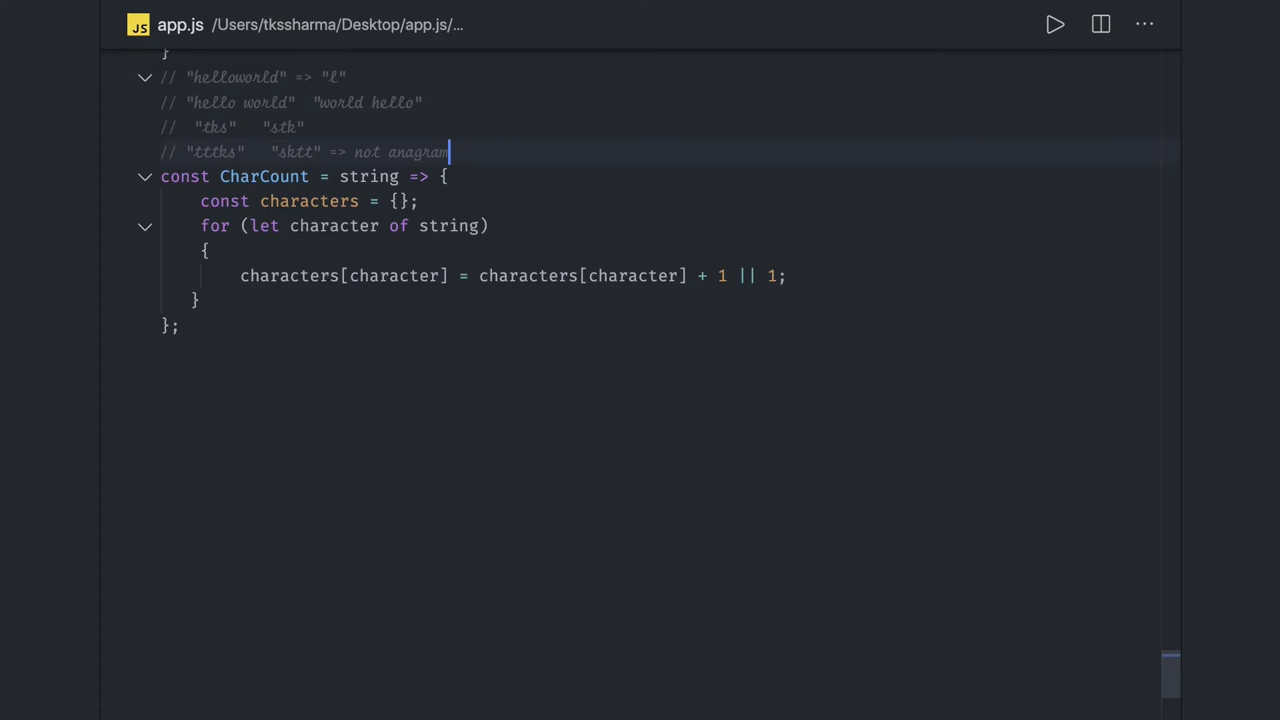 JS app.js /Users/tkssharma/Desktop/app.js/...
}
// "helloworld" => "l"
// "hello world"  "world hello"
//  "tks"   "stk"
// "tttks"   "sktt" => not anagram
const CharCount = string => {
    const characters = {};
    for (let character of string)
    {
        characters[character] = characters[character] + 1 || 1;
    }
};